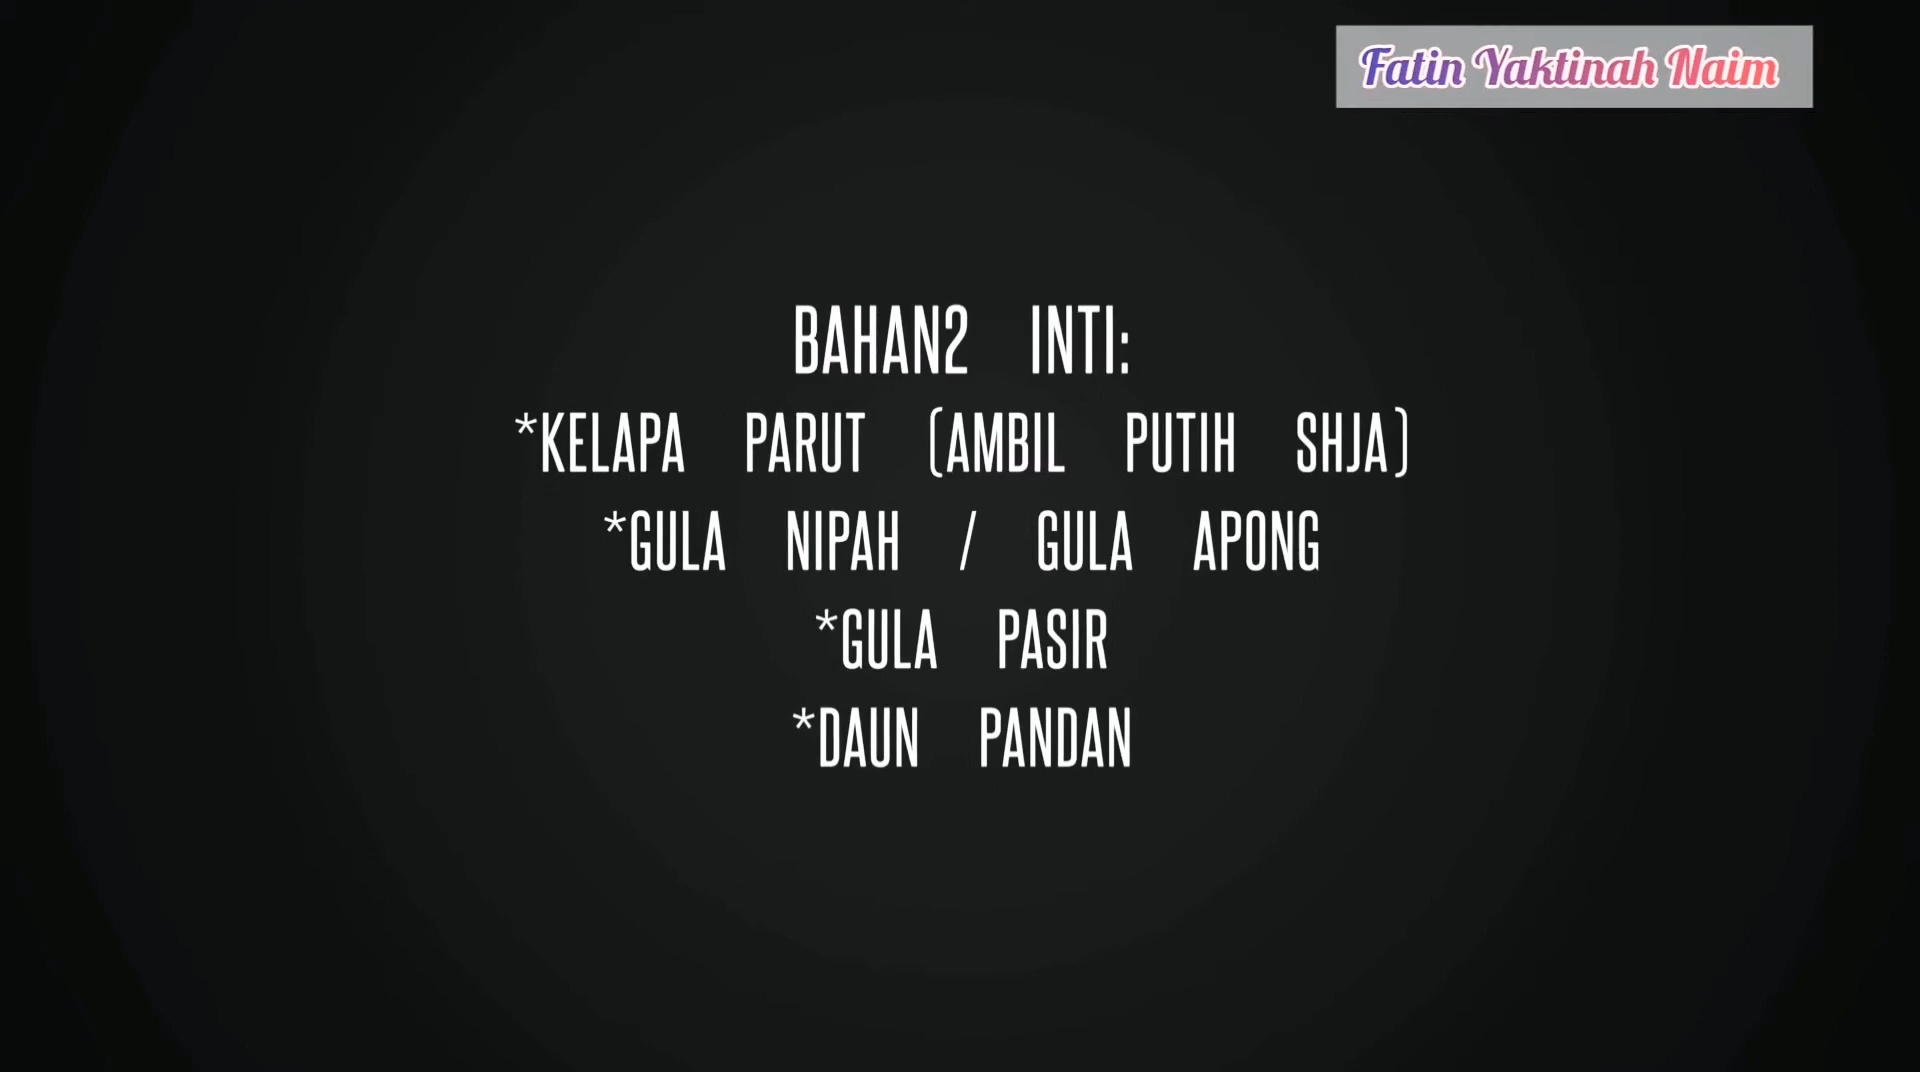 Fatin Yaktinah Naim
BAHAN2 INTI:
*KELAPA PARUT (AMBIL PUTIH SHJA)
*GULA NIPAH / GULA APONG
*GULA PASIR
*DAUN PANDAN